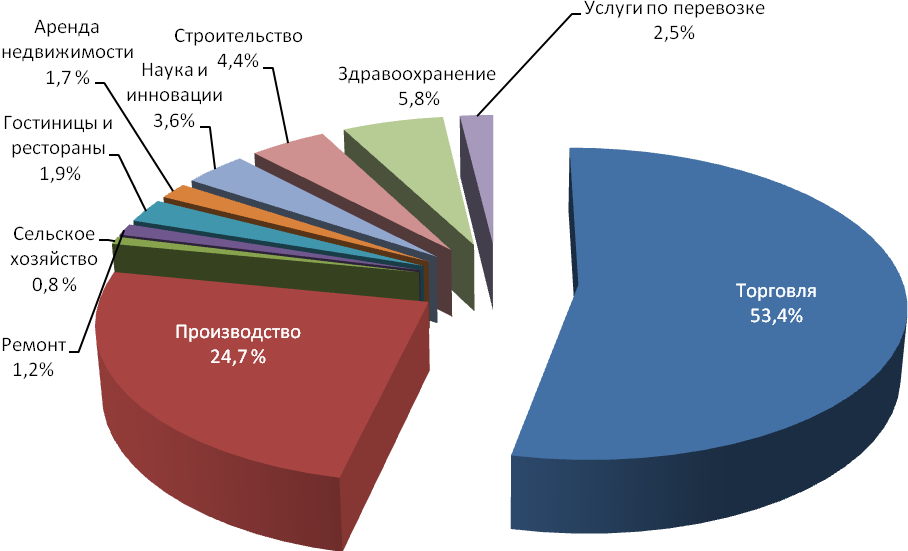 Услуги по перевозке
2,5%
Аренда
недвижимости
1,7 %
Строительство
4,4%
Наука и
инновации
3,6%
Здравоохранение
5,8%
Гостиницы и
рестораны
1,9%
Сельское
хозяйство
0,8 %
Торговля
53,4%
Производство
24,7 %
Ремонт
1,2%